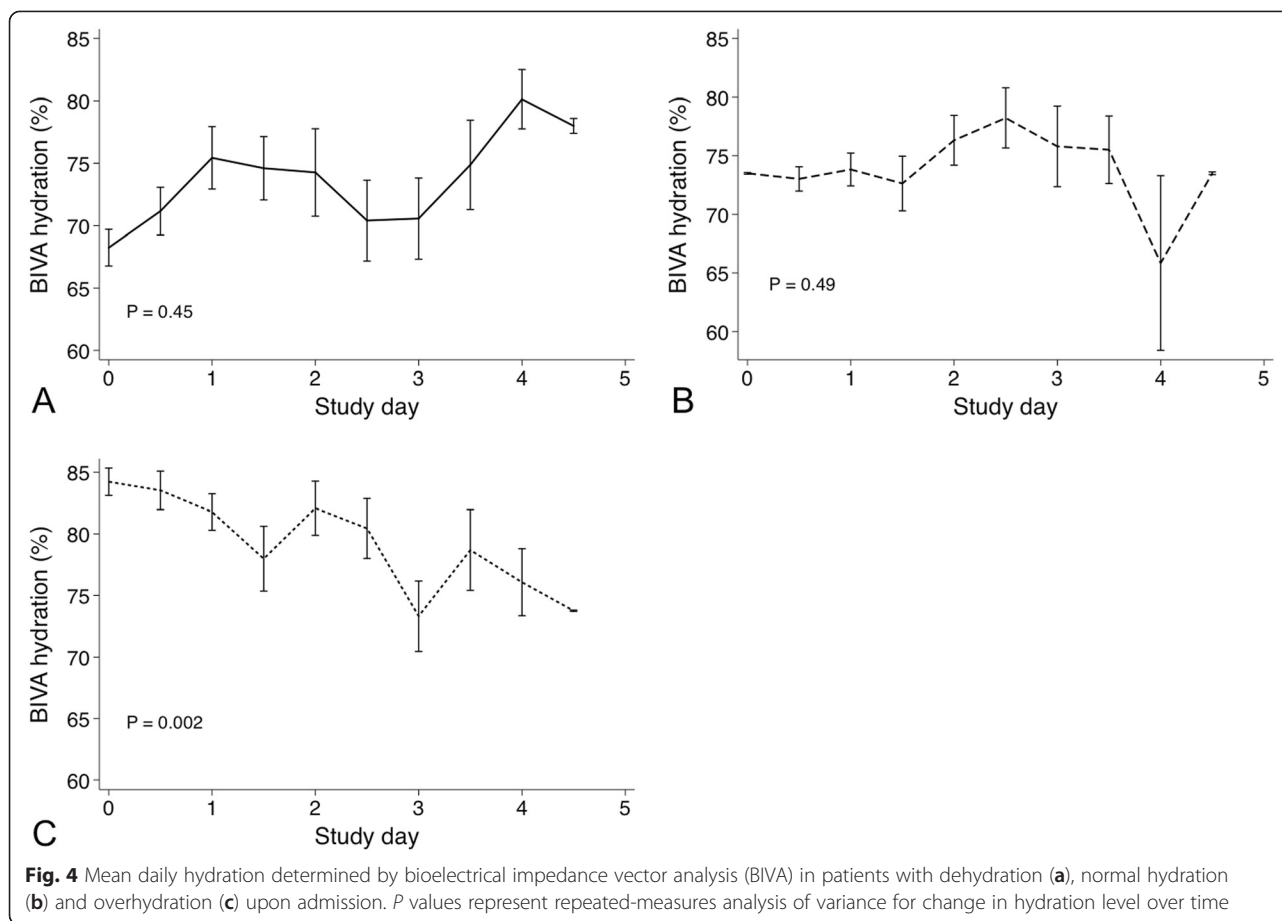 85
80
75
70
65
60
BIVA hydration (%)
P = 0.45
0 1 2 3 4 5
Study day
A
85
80
75
70
65
60
BIVA hydration (%)
P = 0.49
0 1 2 3 4 5
Study day
B
85
80
75
70
65
60
BIVA hydration (%)
P = 0.002
0 1 2 3 4 5
Study day
C
Fig. 4 Mean daily hydration determined by bioelectrical impedance vector analysis (BIVA) in patients with dehydration (a), normal hydration
(b) and overhydration (c) upon admission. P values represent repeated-measures analysis of variance for change in hydration level over time